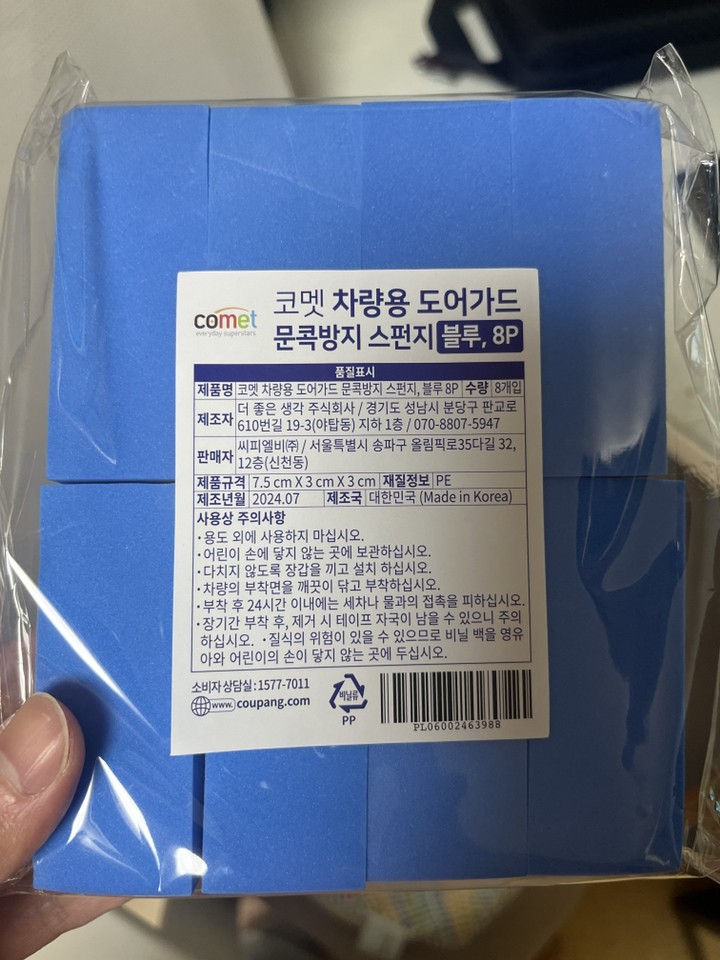 comet
everyday superstars
코멧 차량용 도어가드
문콕방지 스펀지 블루, 8P
품질표시
제품명 코멧 차량용 도어가드 문콕방지 스펀지, 블루 8P 수량 8개입
제조자 더 좋은 생각 주식회사 / 경기도 성남시 분당구 판교로
610번길 19-3(야탑동) 지하 1층 / 070-8807-5947
판매자 씨피엘비㈜ / 서울특별시 송파구 올림픽로35다길 32,
12층(신천동)
제품규격 7.5 cm X 3 cm X 3 cm 재질정보 PE
제조년월 2024.07 제조국 대한민국 (Made in Korea)
사용상 주의사항
·용도 외에 사용하지 마십시오.
·어린이 손에 닿지 않는 곳에 보관하십시오.
·다치지 않도록 장갑을 끼고 설치 하십시오.
·차량의 부착면을 깨끗이 닦고 부착하십시오.
·부착 후 24시간 이내에는 세차나 물과의 접촉을 피하십시오.
·장기간 부착 후, 제거 시 테이프 자국이 남을 수 있으니 주의
하십시오. ·질식의 위험이 있을 수 있으므로 비닐 백을 영유
아와 어린이의 손이 닿지 않는 곳에 두십시오.
소비자 상담실 : 1577-7011
www. coupang.com
비닐류
PP
PL06002463988